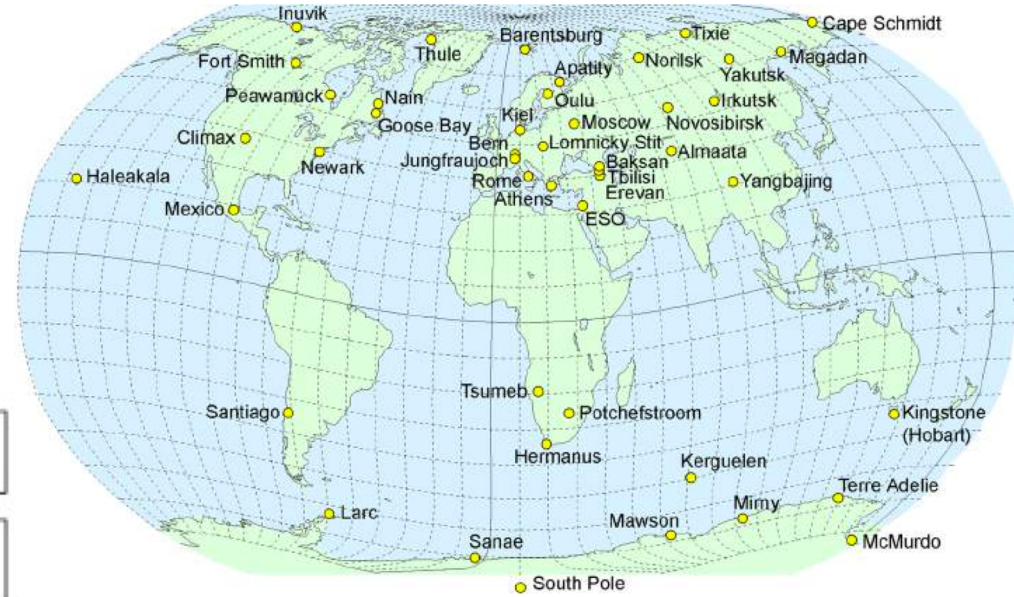 Inuvik
Cape Schmidt
Thule
Barentsburg
Tixie
Fort Smith
Norilsk
Magadan
Apatity
Yakutsk
Peawanuck
Nain
Oulu
Irkutsk
Goose Bay
Kiel
Moscow
Novosibirsk
Climax
Bern
Lomnicky Stit
Newark
Jungfraujoch
Baksan
Almaata
Haleakala
Rome
Tbilisi
Yangbajing
Athens
Erevan
Mexico
ESO
Tsumeb
Santiago
Potchefstroom
Kingstone
(Hobart)
Hermanus
Kerguelen
Terre Adelie
Larc
Mawson
Mirny
Sanae
McMurdo
South Pole